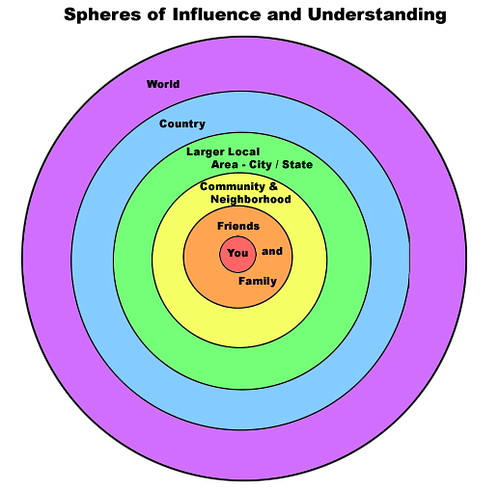 Spheres of Influence and Understanding
World
Country
Larger Local
Area - City / State
Community &
Neighborhood
Friends
You and
Family